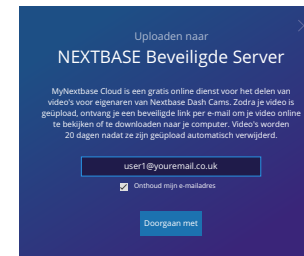 Uploaden naar
NEXTBASE Beveiligde Server
MyNextbase Cloud is een gratis online dienst voor het delen van
video's voor eigenaren van Nextbase Dash Cams. Zodra je video is
geüpload, ontvang je een beveiligde link per e-mail om je video online
te bekijken of te downloaden naar je computer. Video's worden
20 dagen nadat ze zijn geüpload automatisch verwijderd.
user1@youremail.co.uk
Onthoud mijn e-mailadres
Doorgaan met